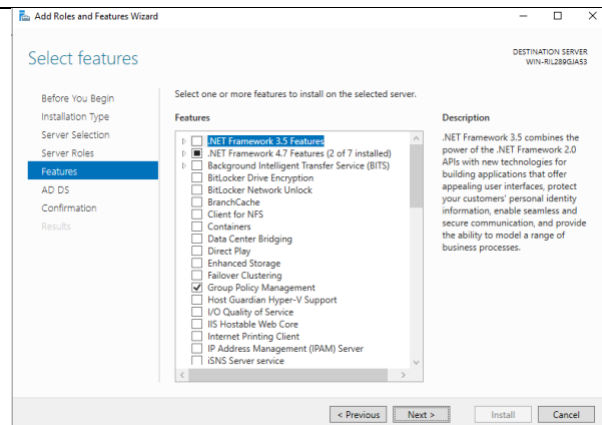 Add Roles and Features Wizard
Select features
DESTINATION SERVER
WIN-RIL289GJAS3
Before You Begin
Installation Type
Server Selection
Server Roles
Features
AD DS
Confirmation
Results
Select one or more features to install on the selected server.
Features
.NET Framework 3.5 Features
.NET Framework 4.7 Features (2 of 7 installed)
Background Intelligent Transfer Service (BITS)
BitLocker Drive Encryption
BitLocker Network Unlock
BranchCache
Client for NFS
Containers
Data Center Bridging
Direct Play
Enhanced Storage
Failover Clustering
Group Policy Management
Host Guardian Hyper-V Support
I/O Quality of Service
IIS Hostable Web Core
Internet Printing Client
IP Address Management (IPAM) Server
iSNS Server service
Description
.NET Framework 3.5 combines the
power of the .NET Framework 2.0
APIs with new technologies for
building applications that offer
appealing user interfaces, protect
your customers' personal identity
information, enable seamless and
secure communication, and provide
the ability to model a range of
business processes.
< Previous
Next >
Install
Cancel